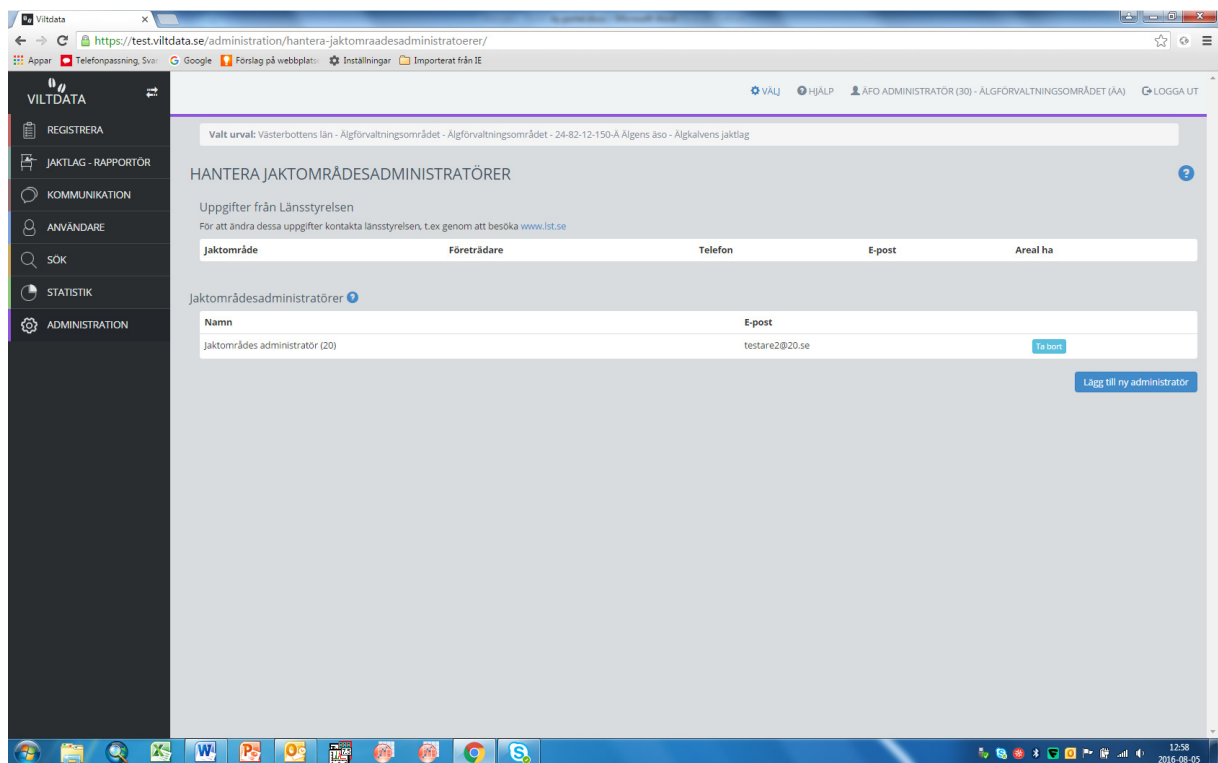 Viltdata
https://test.viltdata.se/administration/hantera-jaktomraadesadministratoerer/
Appar Telefonpassning, Svar Google Förslag på webbplats Inställningar Importerat från IE
VILTDATA
VÄLJ HJÄLP ÄFO ADMINISTRATÖR (30) - ÄLGFÖRVALTNINGSOMRÅDET (ÄA) LOGGA UT
REGISTRERA
JAKTLAG - RAPPORTÖR
KOMMUNIKATION
ANVÄNDARE
SÖK
STATISTIK
ADMINISTRATION
Valt urval: Västerbottens län - Älgförvaltningsområdet - Älgförvaltningsområdet - 24-82-12-150-Ä Älgens äso - Älgkalvens jaktlag
HANTERA JAKTOMRÅDESADMINISTRATÖRER
Uppgifter från Länsstyrelsen
För att ändra dessa uppgifter kontakta länsstyrelsen, t.ex genom att besöka www.lst.se
Jaktområde Företrädare Telefon E-post Areal ha
Jaktområdesadministratörer
Namn E-post
Jaktområdes administratör (20) testare2@20.se Ta bort
Lägg till ny administratör
12:58
2016-08-05